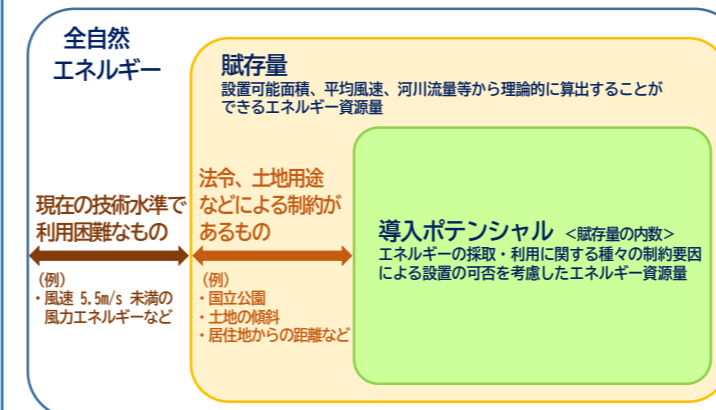 全自然
エネルギー
賦存量
設置可能面積、平均風速、河川流量等から理論的に算出することが
できるエネルギー資源量
現在の技術水準で
利用困難なもの
(例)
・風速 5.5m/s 未満の
風力エネルギーなど
法令、土地用途
などによる制約が
あるもの
(例)
・国立公園
・土地の傾斜
・居住地からの距離など
導入ポテンシャル <賦存量の内数>
エネルギーの採取・利用に関する種々の制約要因
による設置の可否を考慮したエネルギー資源量